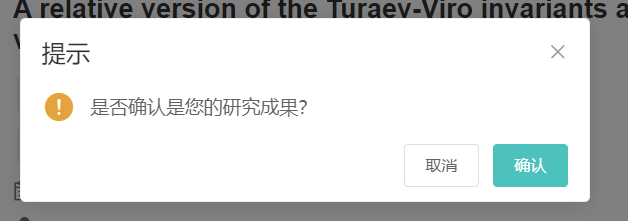 A relative version of the Turaev-Viro invariants a
提示
是否确认是您的研究成果?
取消
确认